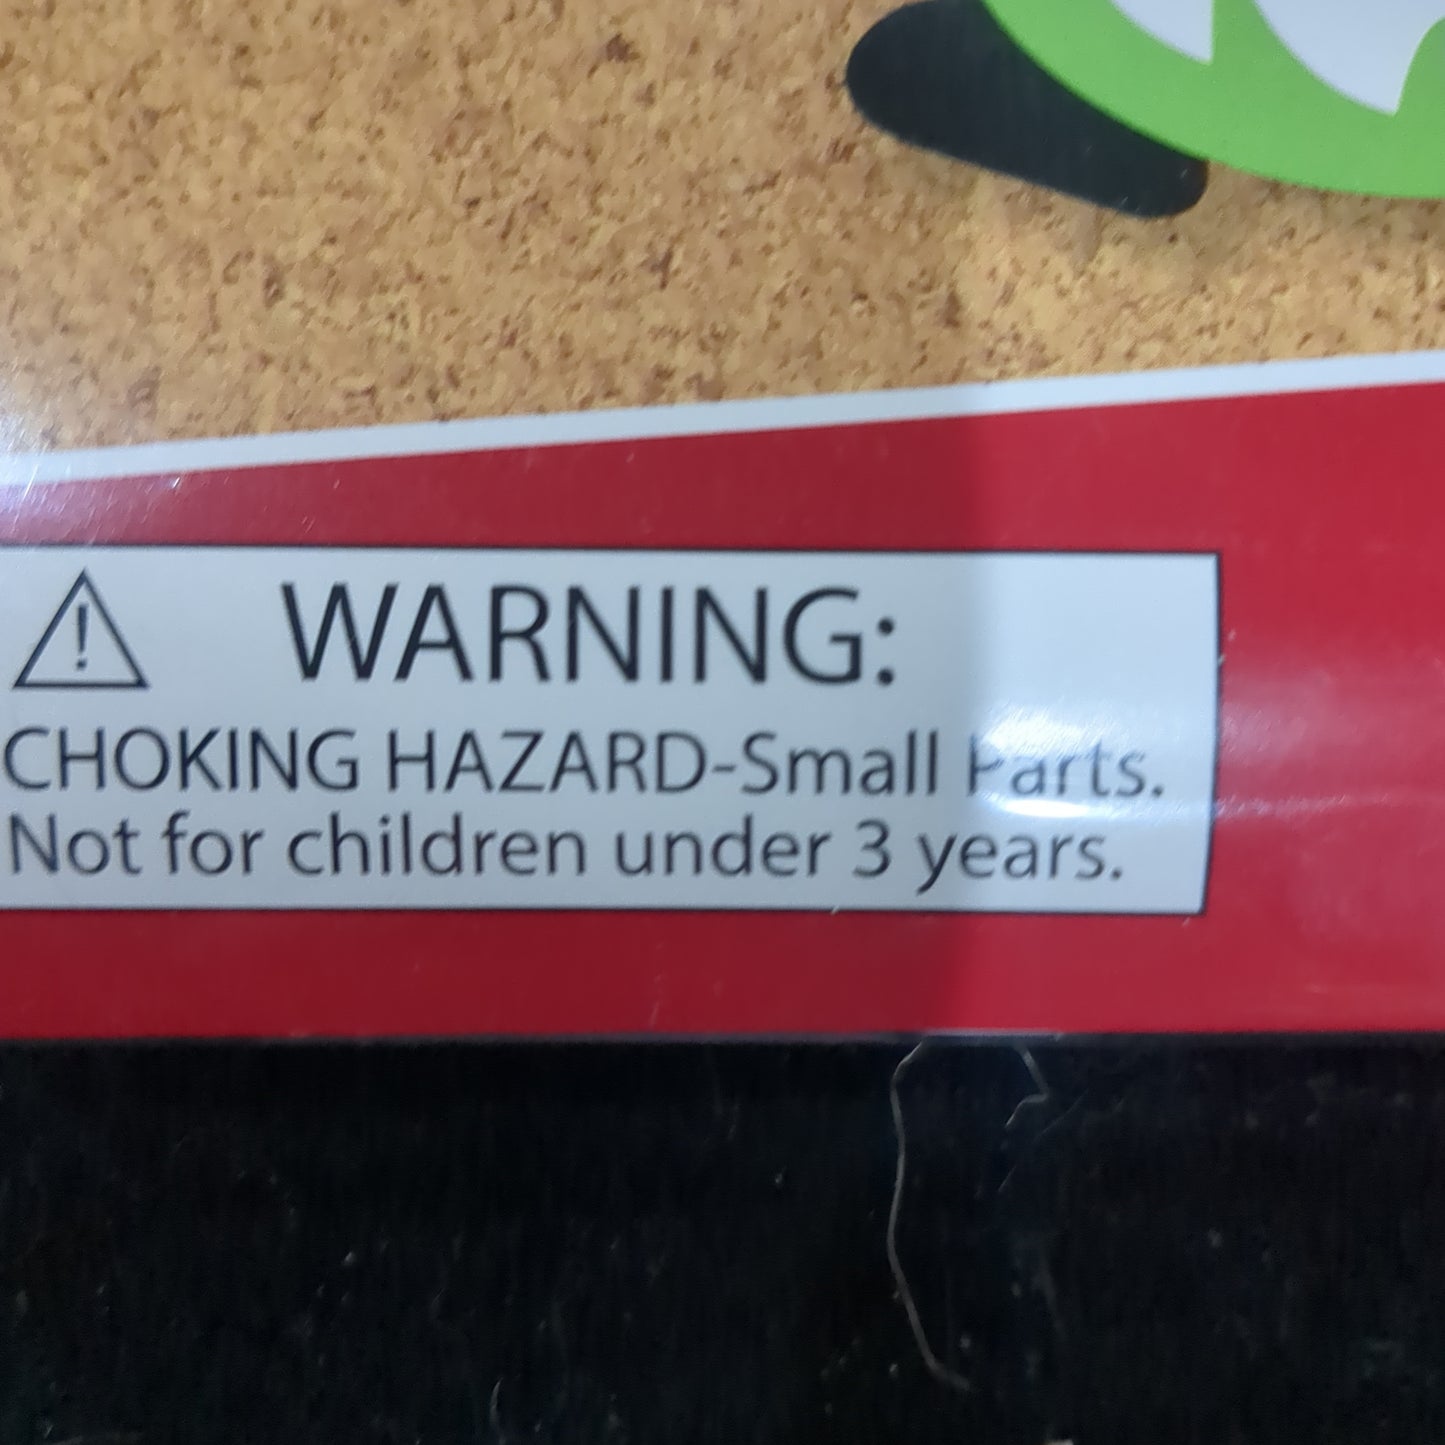 WARNING:
CHOKING HAZARD-Small Parts.
Not for children under 3 years.